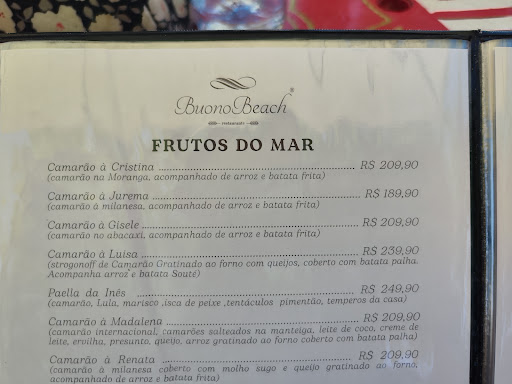 BuonoBeach®
restaurante
FRUTOS DO MAR
Camarão à Cristina ........ R$ 209,90
(camarão na Moranga, acompanhado de arroz e batata frita)
Camarão à Jurema ........ R$ 189,90
(camarão à milanesa, acompanhado de arroz e batata frita)
Camarão à Gisele ........ R$ 209,90
(camarão no abacaxi, acompanhado de arroz e batata frita)
Camarão à Luisa ........ R$ 239,90
(strogonoff de Camarão Gratinado ao forno com queijos, coberto com batata palha.
Acompanha arroz e batata Souté)
Paella da Inês ........ R$ 249,90
(camarão, Lula, marisco ,isca de peixe ,tentáculos pimentão, temperos da casa)
Camarão à Madalena ........ R$ 209,90
(camarão internacional, camarões salteados na manteiga, leite de coco, creme de
leite, ervilha, presunto, queijo, arroz gratinado ao forno coberto com batata palha)
Camarão à Renata ........ R$ 209,90
(camarão à milanesa coberto com molho sugo e queijo gratinado ao forno,
acompanhado de arroz e batata frita)